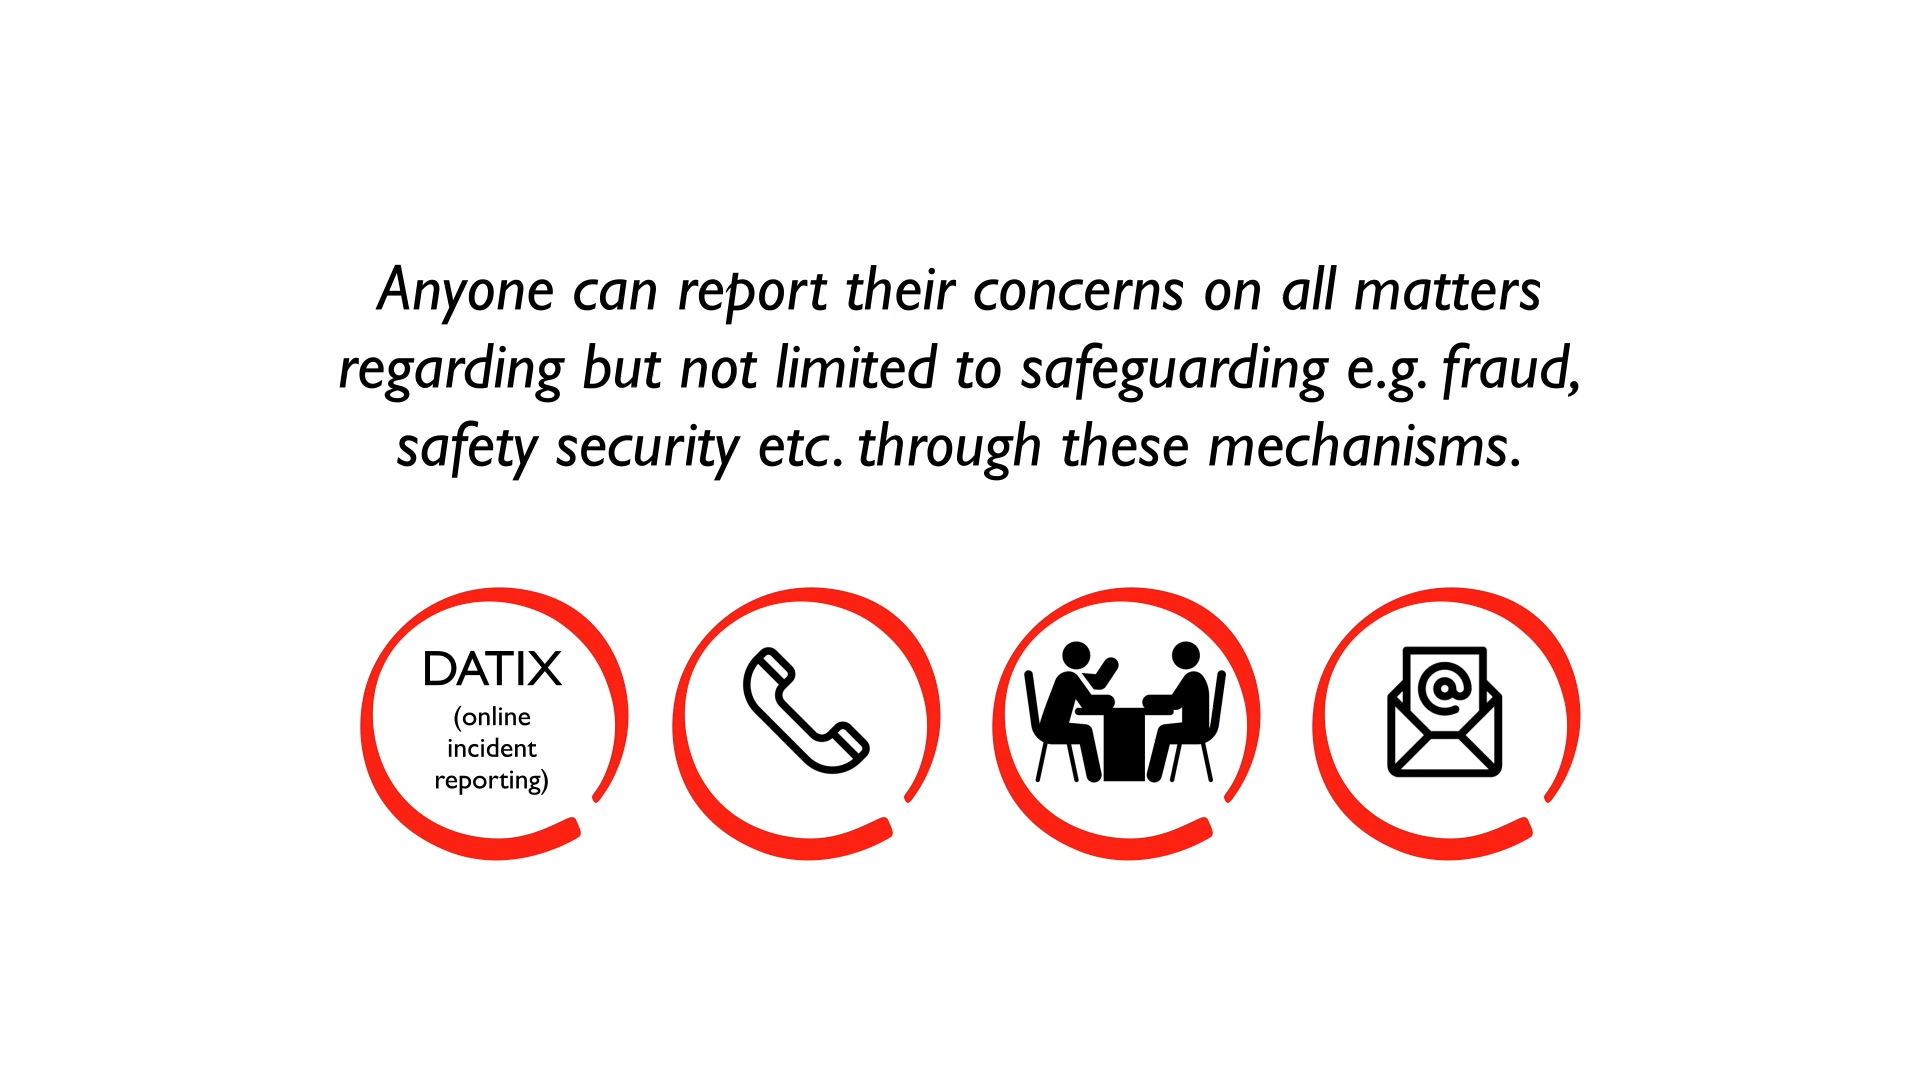 Anyone can report their concerns on all matters
regarding but not limited to safeguarding e.g. fraud,
safety security etc. through these mechanisms.
DATIX
(online
incident
reporting)
@